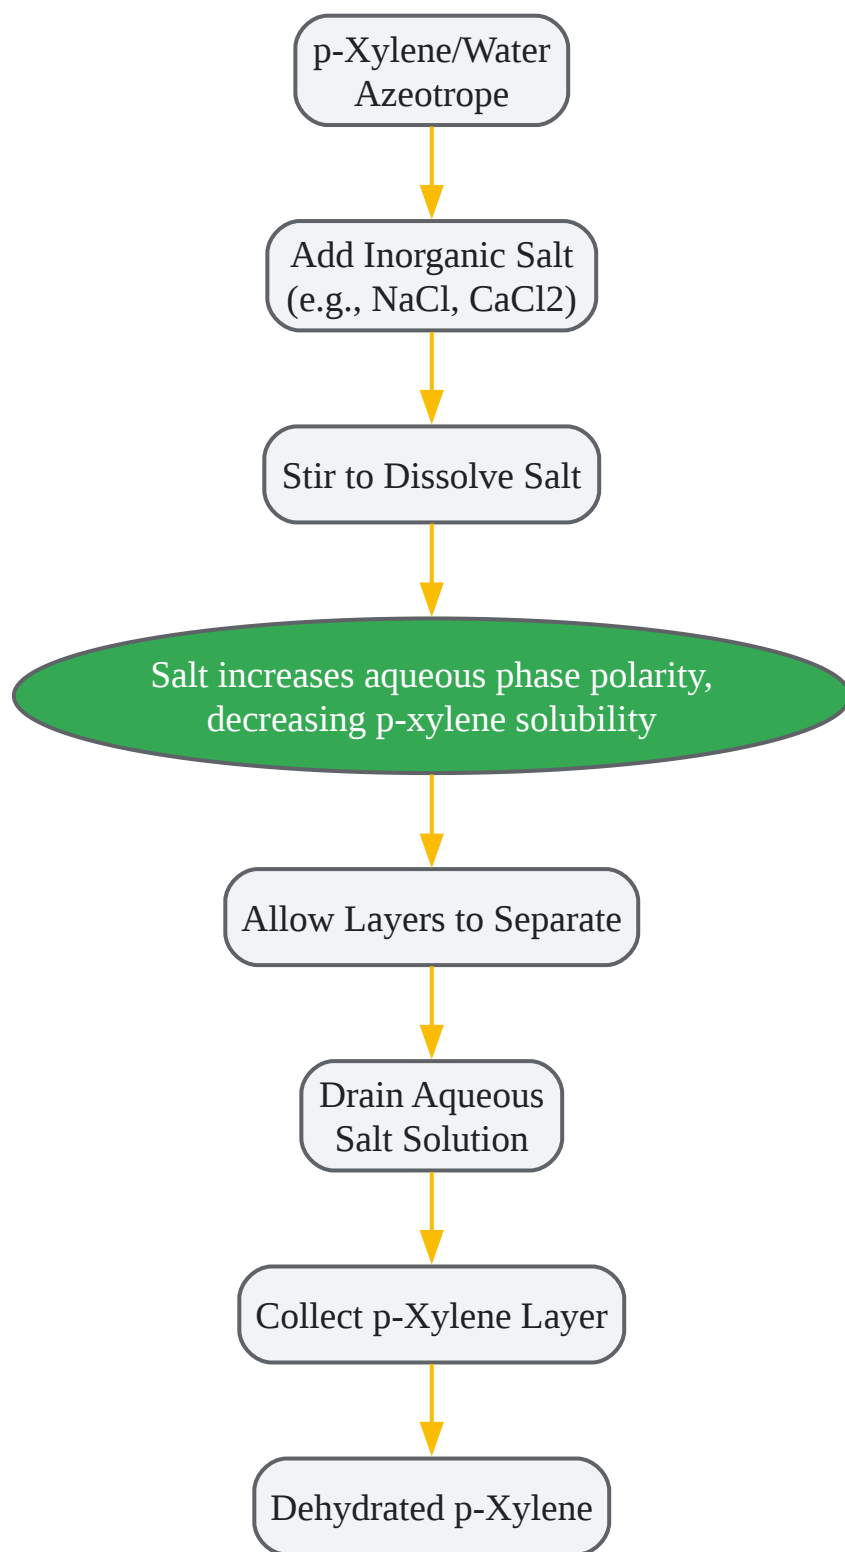 p-Xylene/Water
Azeotrope
Add Inorganic Salt
(e.g., NaCl, CaCl2)
Stir to Dissolve Salt
Salt increases aqueous phase polarity,
decreasing p-xylene solubility
Allow Layers to Separate
Drain Aqueous
Salt Solution
Collect p-Xylene Layer
Dehydrated p-Xylene